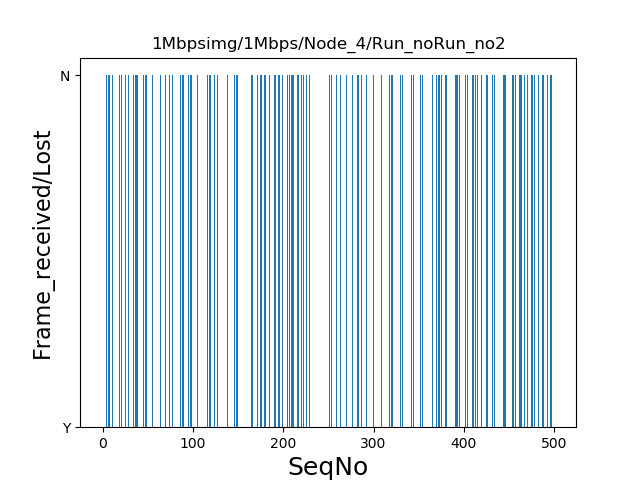 1Mbpsimg/1Mbps/Node_4/Run_noRun_no2
N
Frame_received/Lost
Y
0 100 200 300 400 500
SeqNo